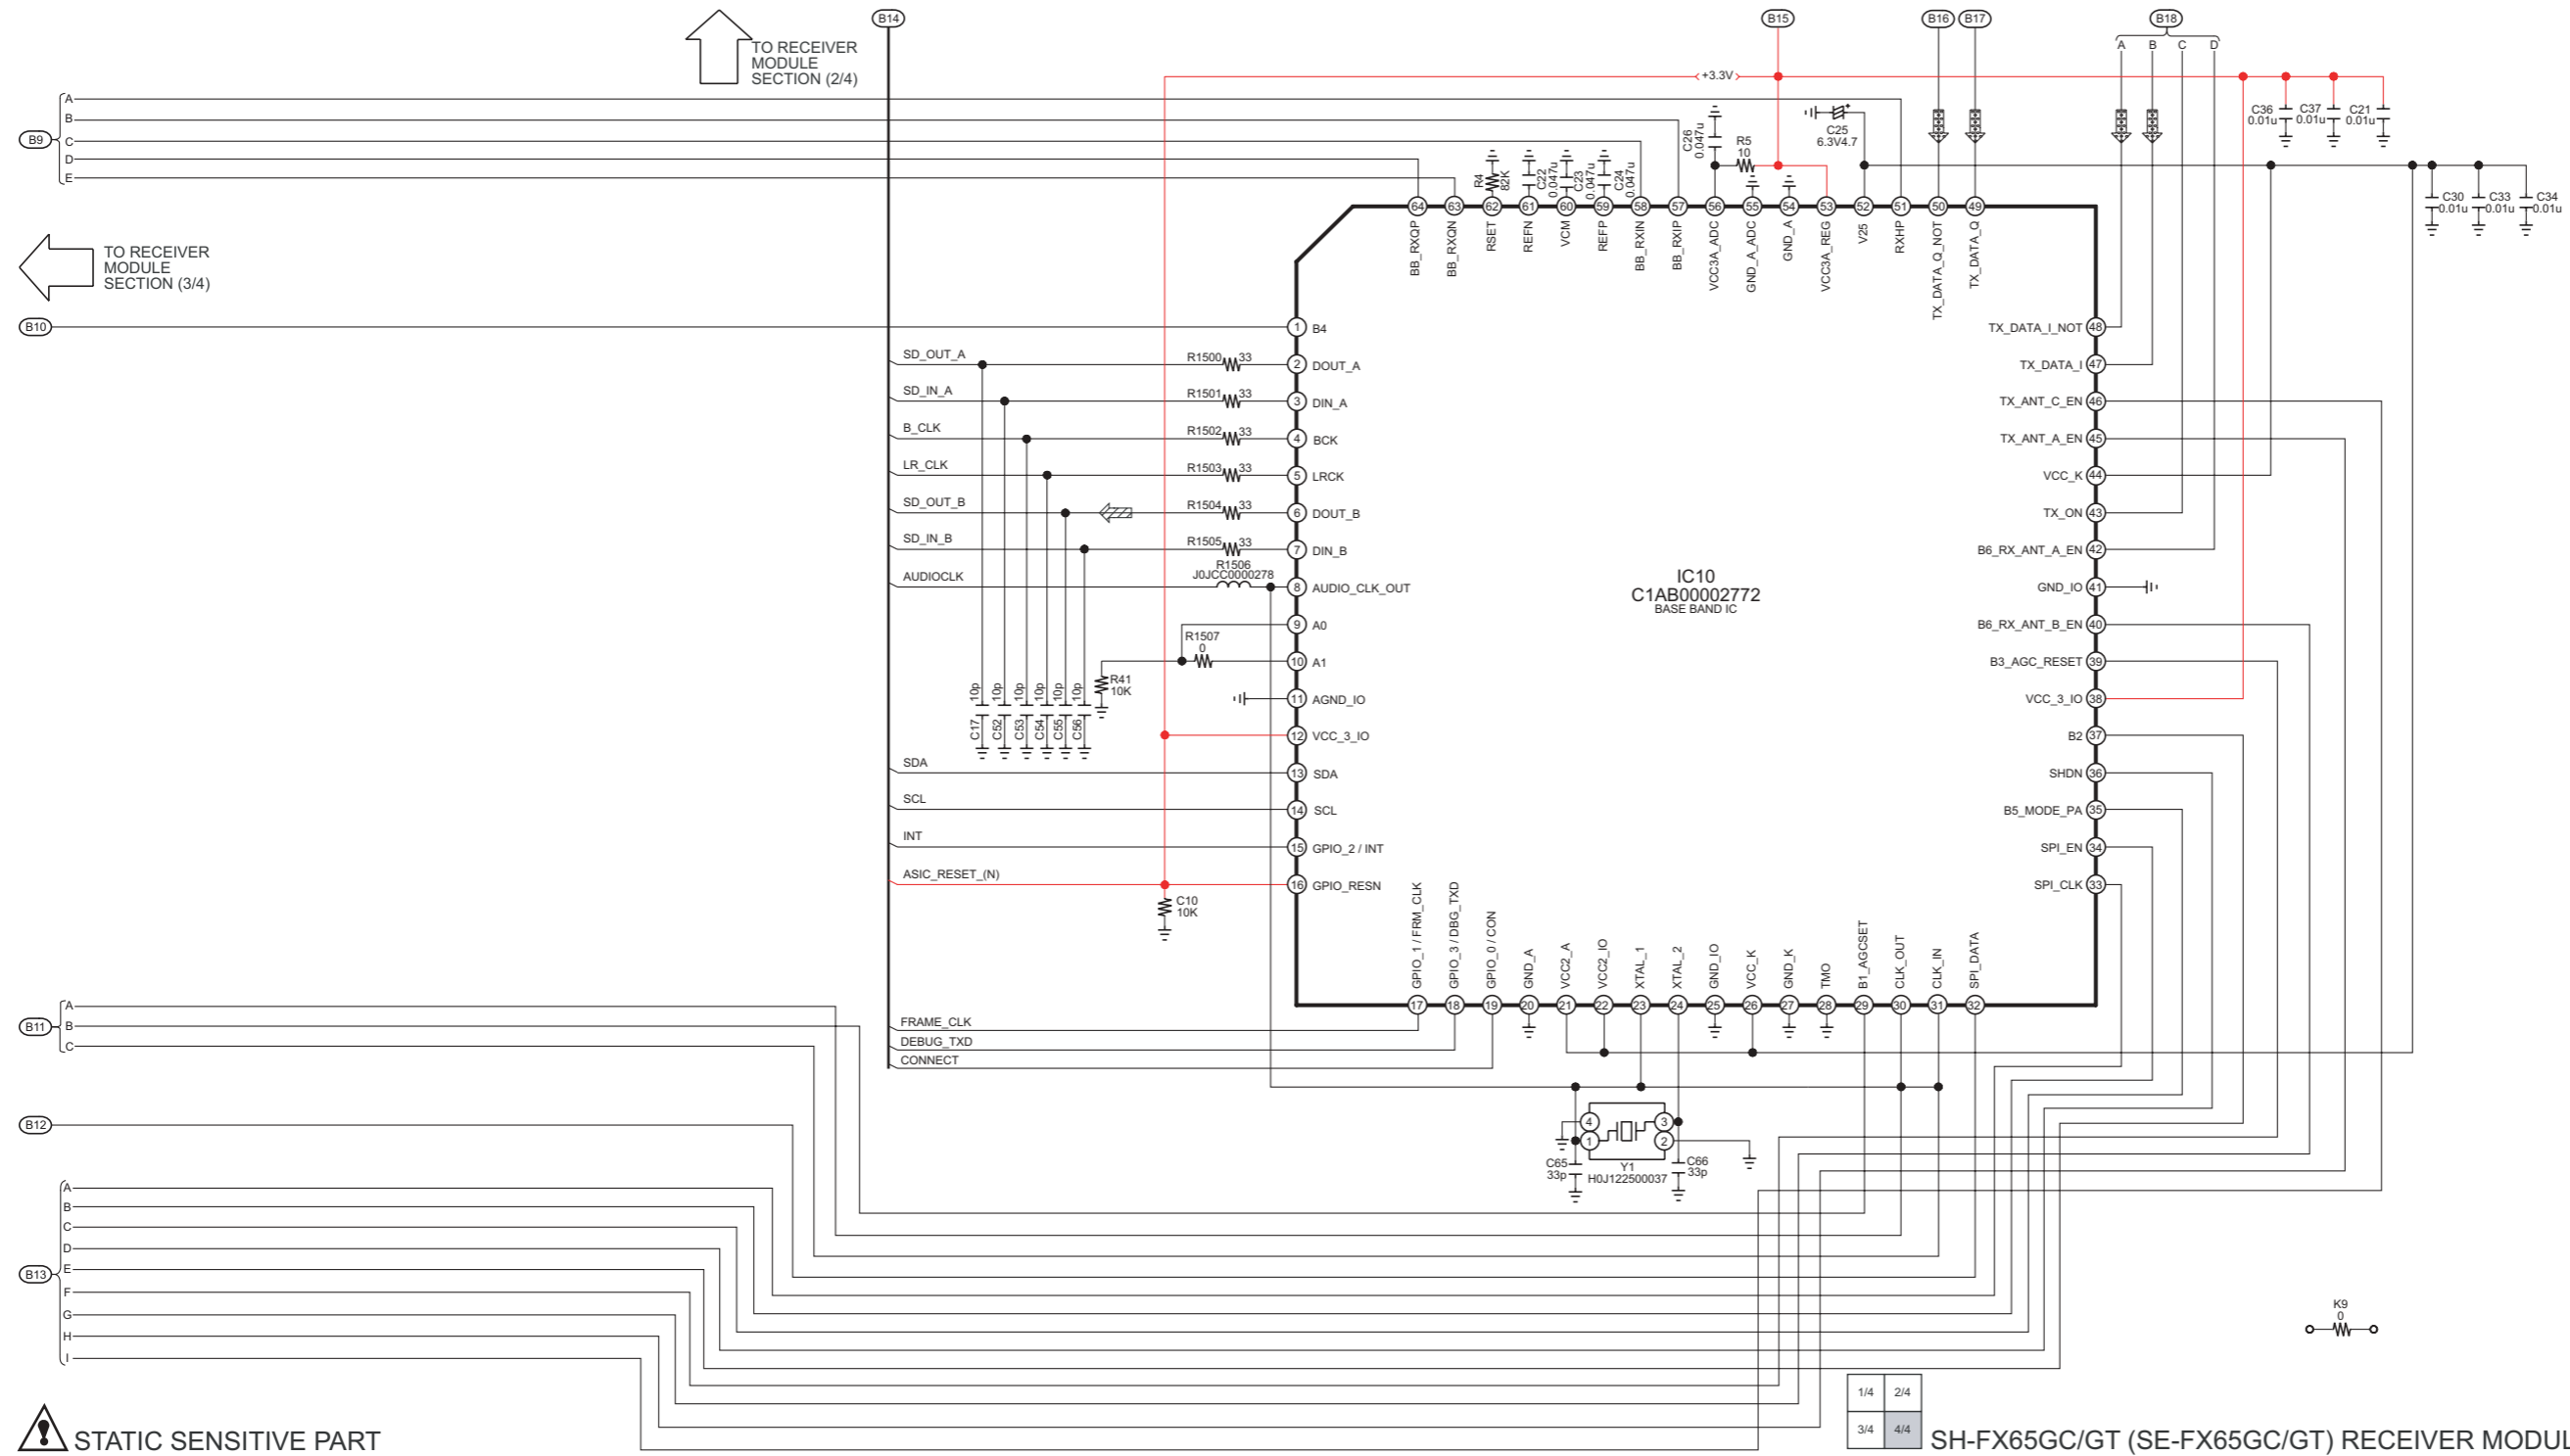 B14
B15
B16
B17
B18
A B C D
TO RECEIVER
MODULE
SECTION (2/4)
+3.3V
B9
A
B
C
D
E
C36
0.01u
C37
0.01u
C21
0.01u
C26
0.047u
C25
6.3V4.7
R5
10
R4
82K
C22
0.047u
C23
0.047u
C24
0.047u
C30
0.01u
C33
0.01u
C34
0.01u
64 63 62 61 60 59 58 57 56 55 54 53 52 51 50 49
BB_RXQP
BB_RXQN
RSET
REFN
VCM
REFP
BB_RXIN
BB_RXIP
VCC3A_ADC
GND_A_ADC
GND_A
VCC3A_REG
V25
RXHP
TX_DATA_Q_NOT
TX_DATA_Q
TO RECEIVER
MODULE
SECTION (3/4)
B10
1 B4
SD_OUT_A
R1500 33
2 DOUT_A
SD_IN_A
R1501 33
3 DIN_A
B_CLK
R1502 33
4 BCK
LR_CLK
R1503 33
5 LRCK
SD_OUT_B
R1504 33
6 DOUT_B
SD_IN_B
R1505 33
7 DIN_B
AUDIOCLK
R1506
J0JCC0000278
8 AUDIO_CLK_OUT
9 A0
R1507
0
10 A1
R41
10K
11 AGND_IO
12 VCC_3_IO
C17 10p
C52 10p
C53 10p
C54 10p
C55 10p
C56 10p
SDA
13 SDA
SCL
14 SCL
INT
15 GPIO_2 / INT
ASIC_RESET_(N)
16 GPIO_RESN
C10
10K
IC10
C1AB00002772
BASE BAND IC
TX_DATA_I_NOT 48
TX_DATA_I 47
TX_ANT_C_EN 46
TX_ANT_A_EN 45
VCC_K 44
TX_ON 43
B6_RX_ANT_A_EN 42
GND_IO 41
B6_RX_ANT_B_EN 40
B3_AGC_RESET 39
VCC_3_IO 38
B2 37
SHDN 36
B5_MODE_PA 35
SPI_EN 34
SPI_CLK 33
GPIO_1 / FRM_CLK
GPIO_3 / DBG_TXD
GPIO_0 / CON
GND_A
VCC2_A
VCC2_IO
XTAL_1
XTAL_2
GND_IO
VCC_K
GND_K
TMO
B1_AGCSET
CLK_OUT
CLK_IN
SPI_DATA
17 18 19 20 21 22 23 24 25 26 27 28 29 30 31 32
FRAME_CLK
DEBUG_TXD
CONNECT
B11
A
B
C
B12
4 3
1 2
C65
33p
Y1
H0J122500037
C66
33p
B13
A
B
C
D
E
F
G
H
I
K9
0
1/4 2/4
3/4 4/4
STATIC SENSITIVE PART
SH-FX65GC/GT (SE-FX65GC/GT) RECEIVER MODUL